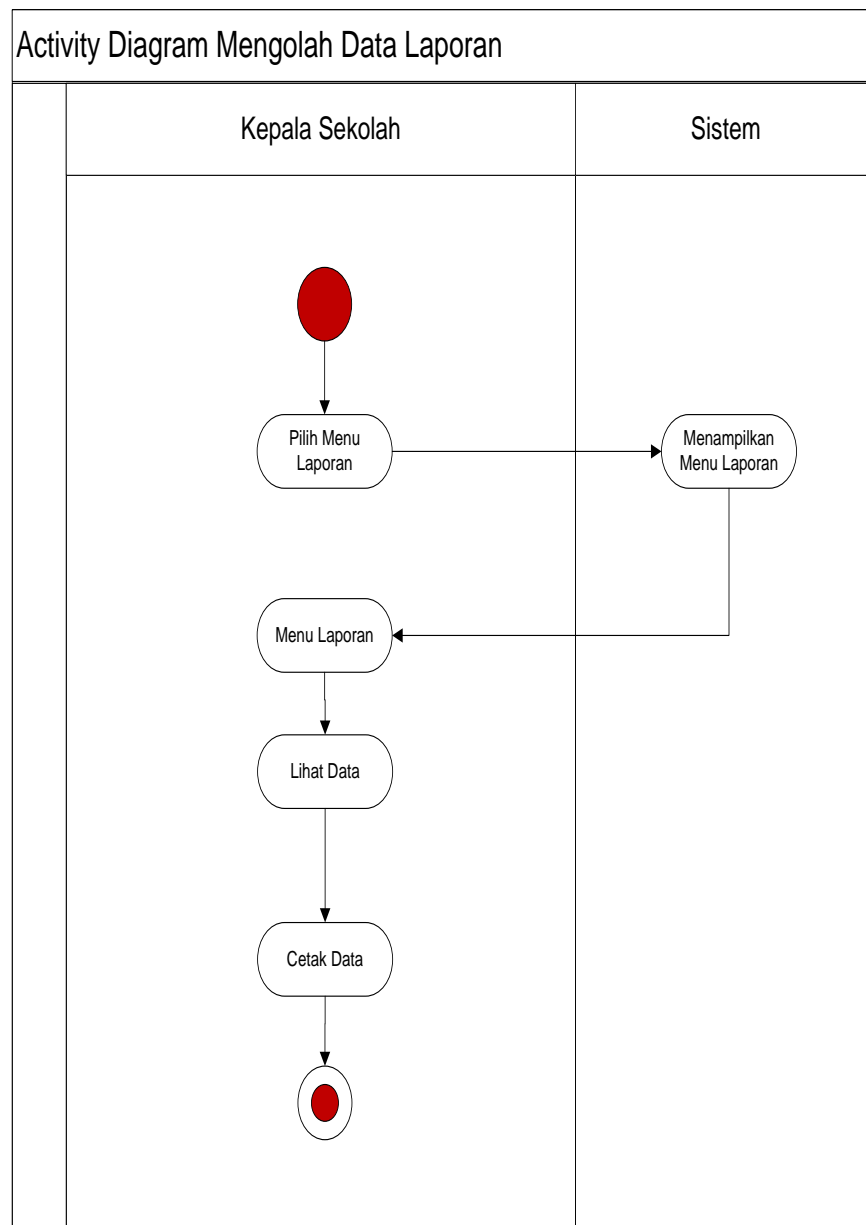 Activity Diagram Mengolah Data Laporan
Kepala Sekolah
Sistem
Pilih Menu
Laporan
Menampilkan
Menu Laporan
Menu Laporan
Lihat Data
Cetak Data